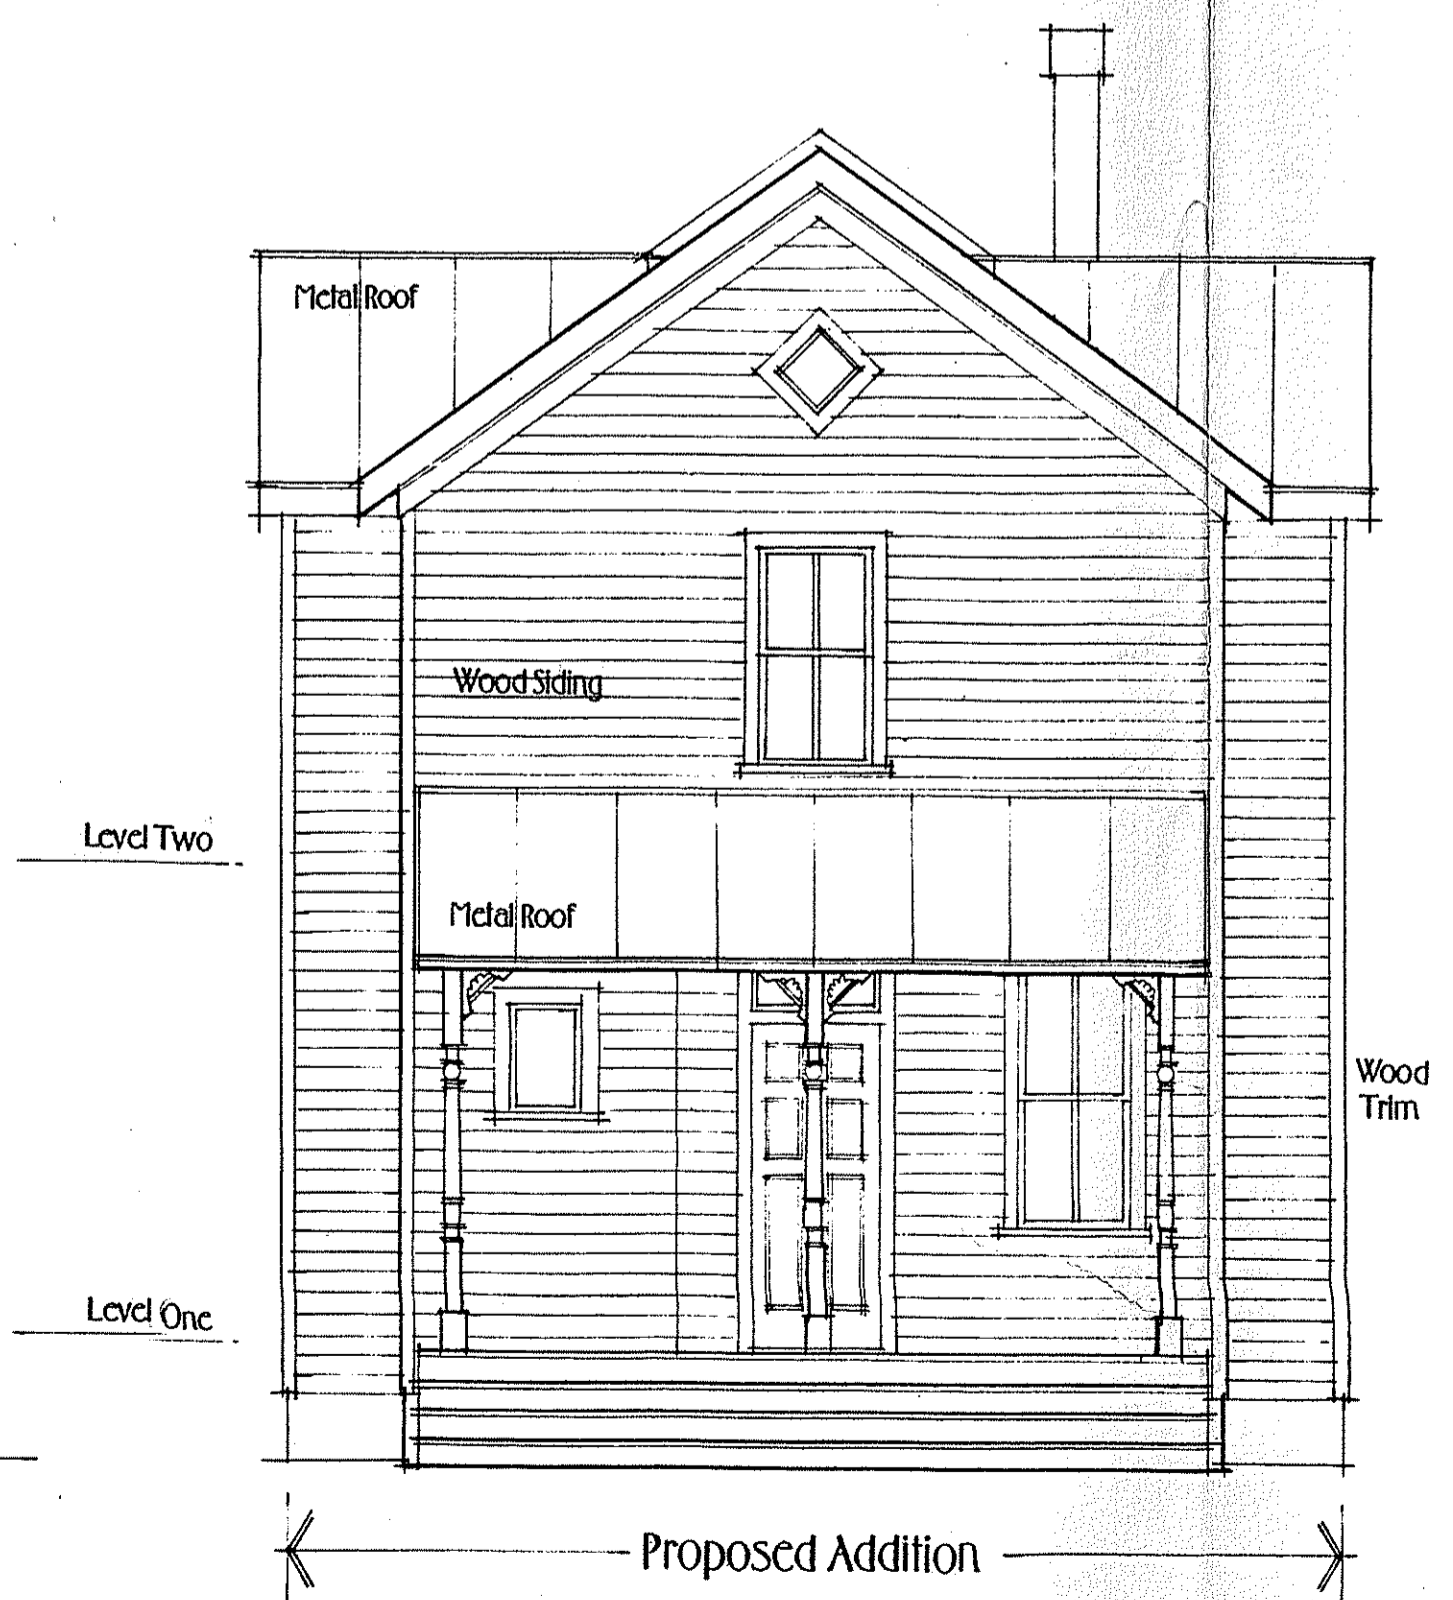 Metal Roof
Wood Siding
Level Two
Metal Roof
Wood
Trim
Level One
Proposed Addition